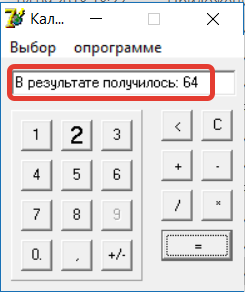 Кал...
Выбор опрограмме
В результате получилось: 64
1 2 3 < C
4 5 6 + -
7 8 9 / *
0. , +/- =